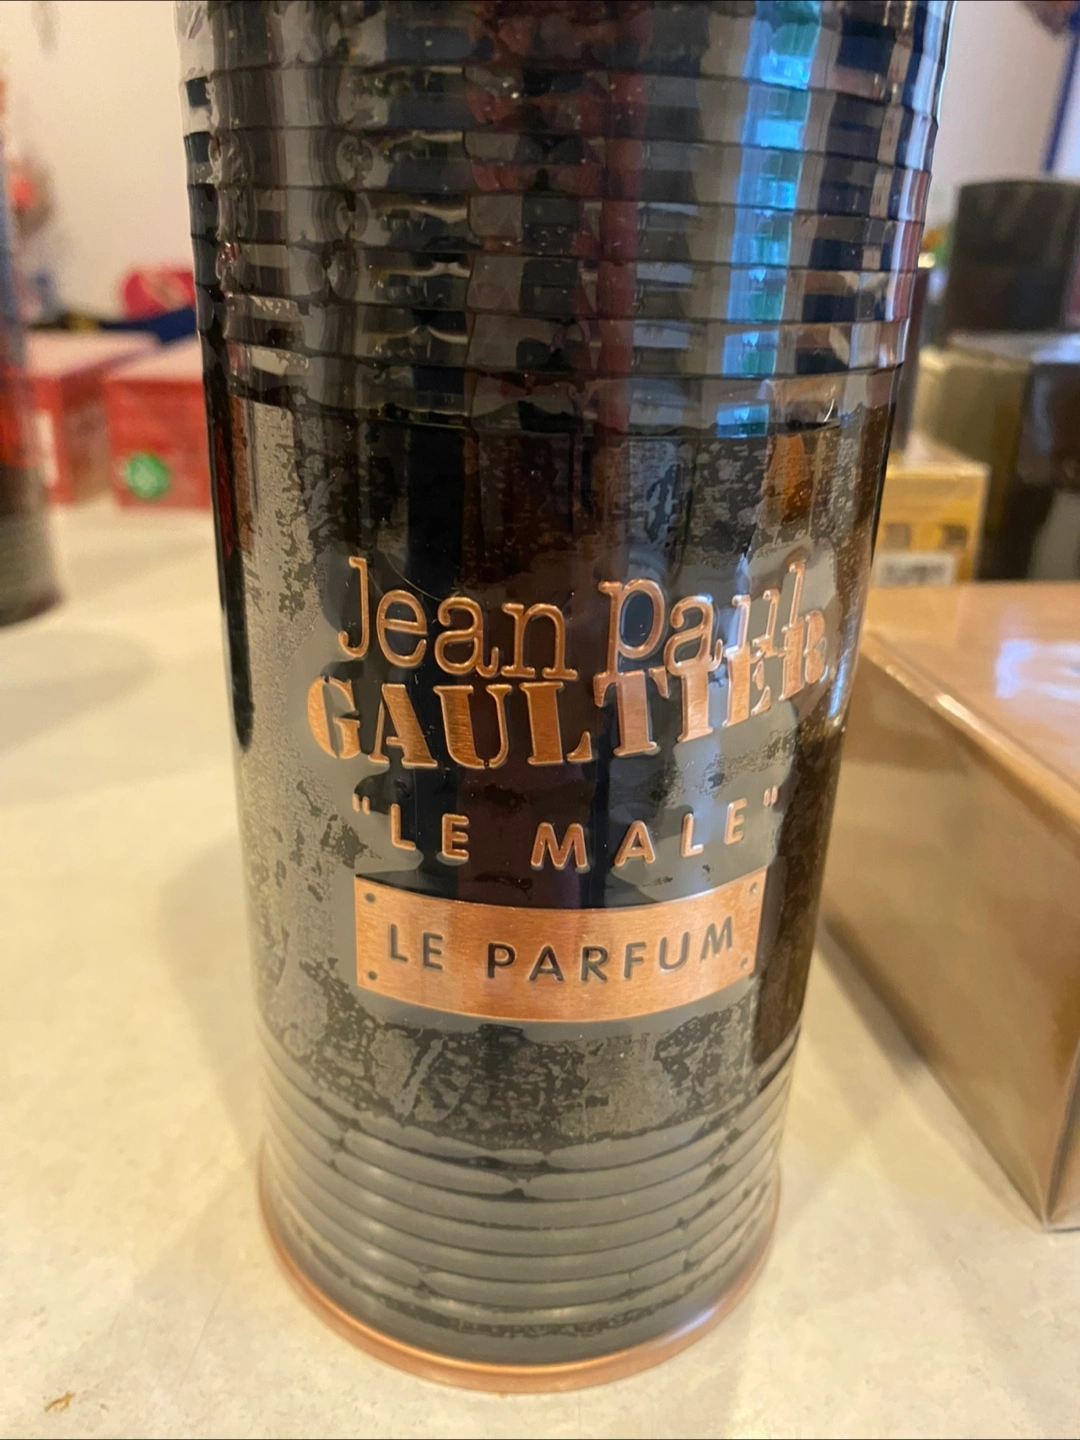 Jean Paul
GAULTIER
"LE MALE"
LE PARFUM